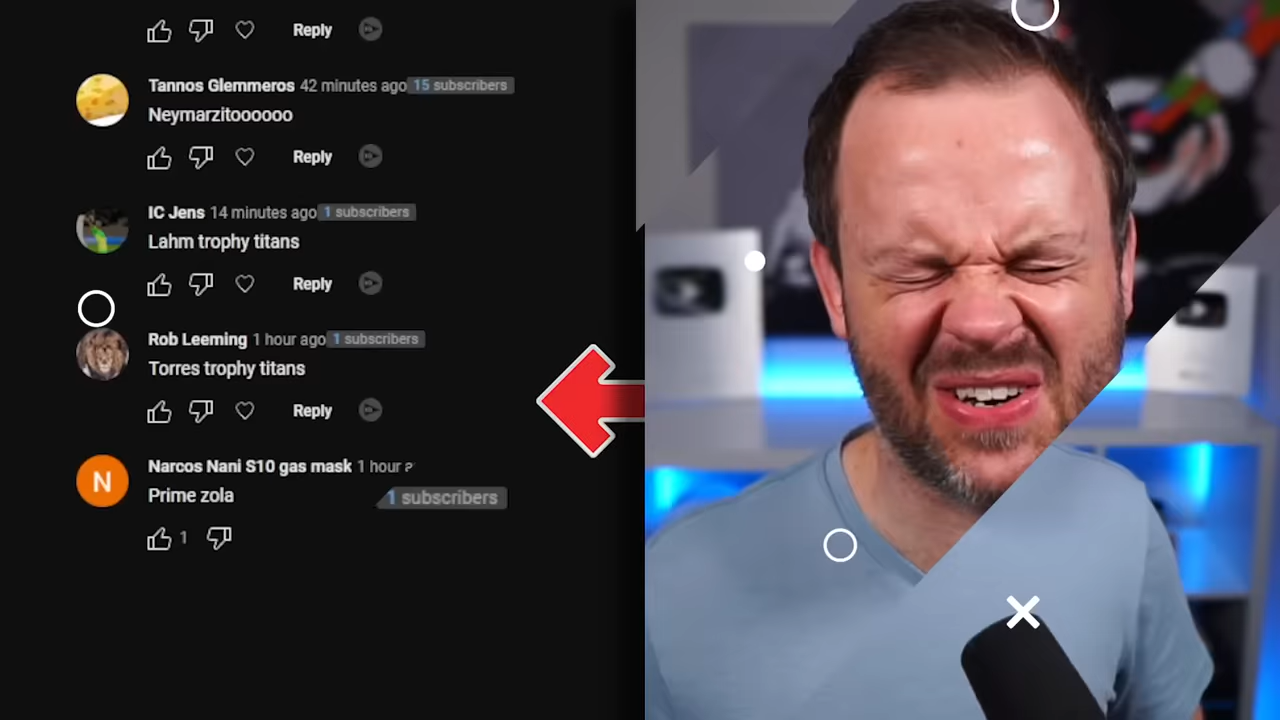 Reply
Tannos Glemmeros 42 minutes ago 15 subscribers
Neymarzitoooooo
Reply
IC Jens 14 minutes ago 1 subscribers
Lahm trophy titans
Reply
Rob Leeming 1 hour ago 1 subscribers
Torres trophy titans
Reply
Narcos Nani S10 gas mask 1 hour
N
Prime zola
1 subscribers
1